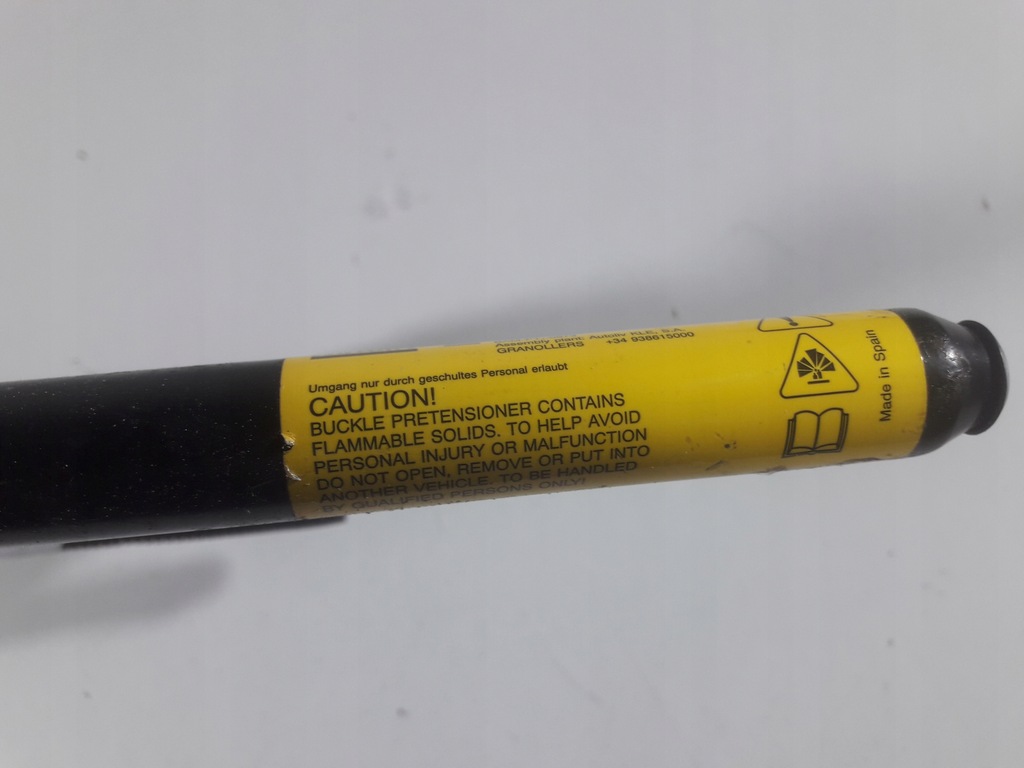 Assembly plant: Autoliv KLE, S.A.
GRANOLLERS +34 938615000
Umgang nur durch geschultes Personal erlaubt
CAUTION!
BUCKLE PRETENSIONER CONTAINS
FLAMMABLE SOLIDS. TO HELP AVOID
PERSONAL INJURY OR MALFUNCTION
DO NOT OPEN, REMOVE OR PUT INTO
ANOTHER VEHICLE. TO BE HANDLED
BY QUALIFIED PERSONS ONLY!
Made in Spain